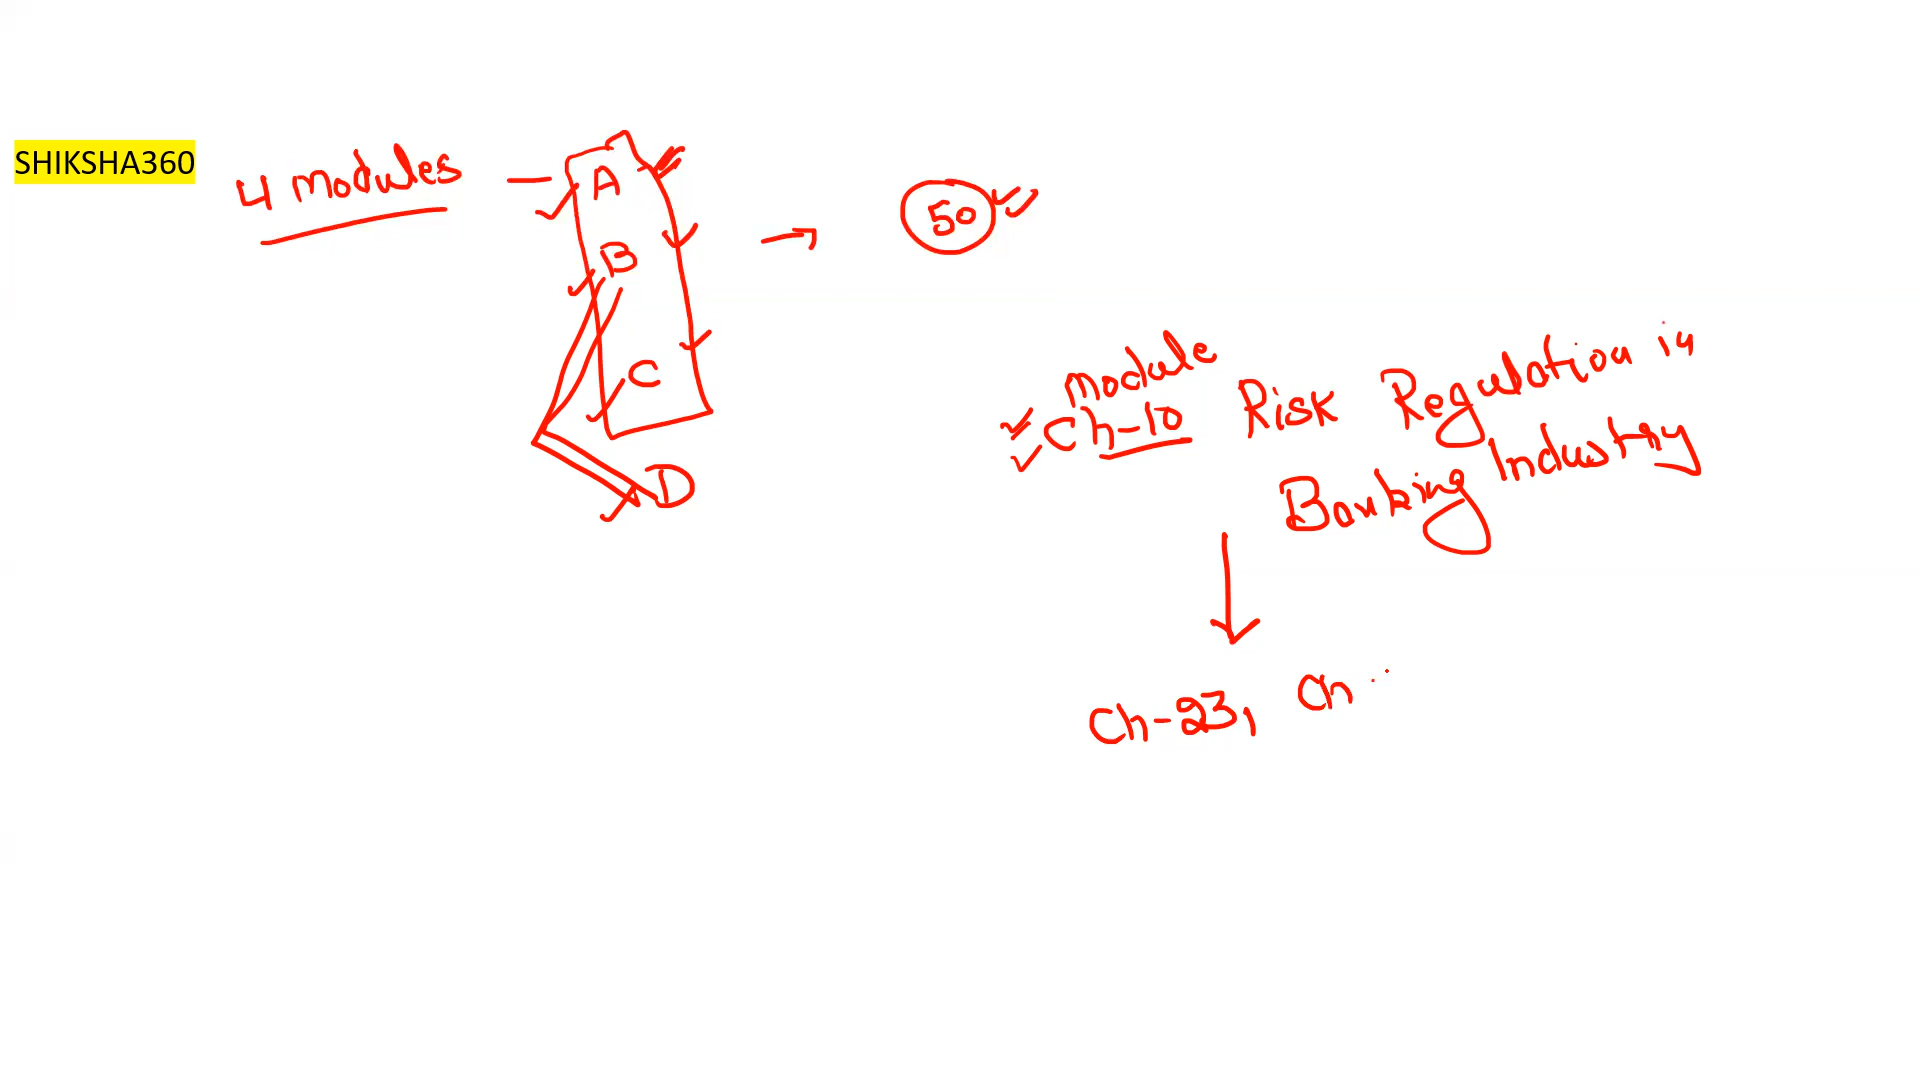 SHIKSHA360
4 modules - A
B
C
D
50
module
Ch-10 Risk Regulation in
Banking Industry
Ch-23, Ch